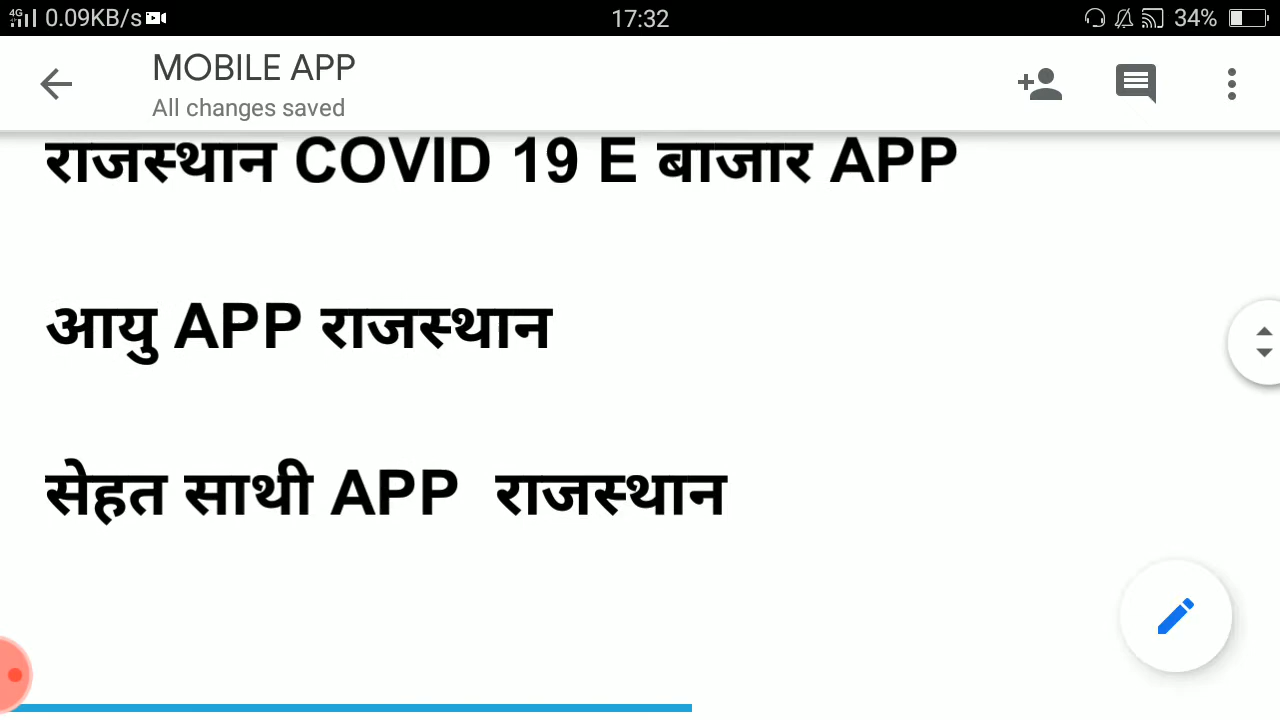 4G 0.09KB/s 17:32 34%
MOBILE APP
All changes saved
राजस्थान COVID 19 E बाजार APP
आयु APP राजस्थान
सेहत साथी APP राजस्थान